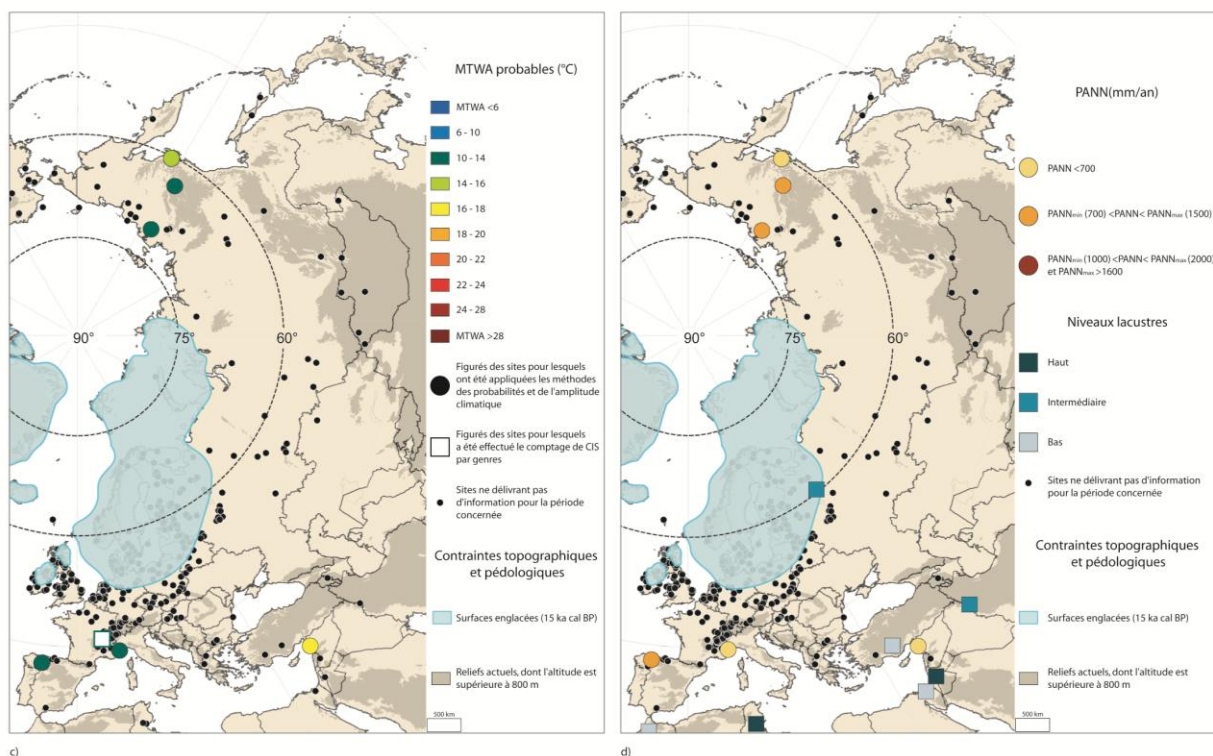 MTWA probables (°C)
MTWA <6
6 - 10
10 - 14
14 - 16
16 - 18
18 - 20
20 - 22
22 - 24
24 - 28
MTWA >28
Figurés des sites pour lesquels
ont été appliquées les méthodes
des probabilités et de l'amplitude
climatique
Figurés des sites pour lesquels
a été effectué le comptage de CIS
par genres
Sites ne délivrant pas
d'information pour la période
concernée
Contraintes topographiques
et pédologiques
Surfaces englacées (15 ka cal BP)
Reliefs actuels, dont l'altitude est
supérieure à 800 m
500 km
90°
75°
60°
c)
PANN(mm/an)
PANN <700
PANNmin (700) <PANN< PANNmax (1500)
PANNmin (1000) <PANN< PANNmax (2000)
et PANNmax >1600
Niveaux lacustres
Haut
Intermédiaire
Bas
Sites ne délivrant pas d'information
pour la période concernée
Contraintes topographiques
et pédologiques
Surfaces englacées (15 ka cal BP)
Reliefs actuels, dont l'altitude est
supérieure à 800 m
500 km
90°
75°
60°
d)